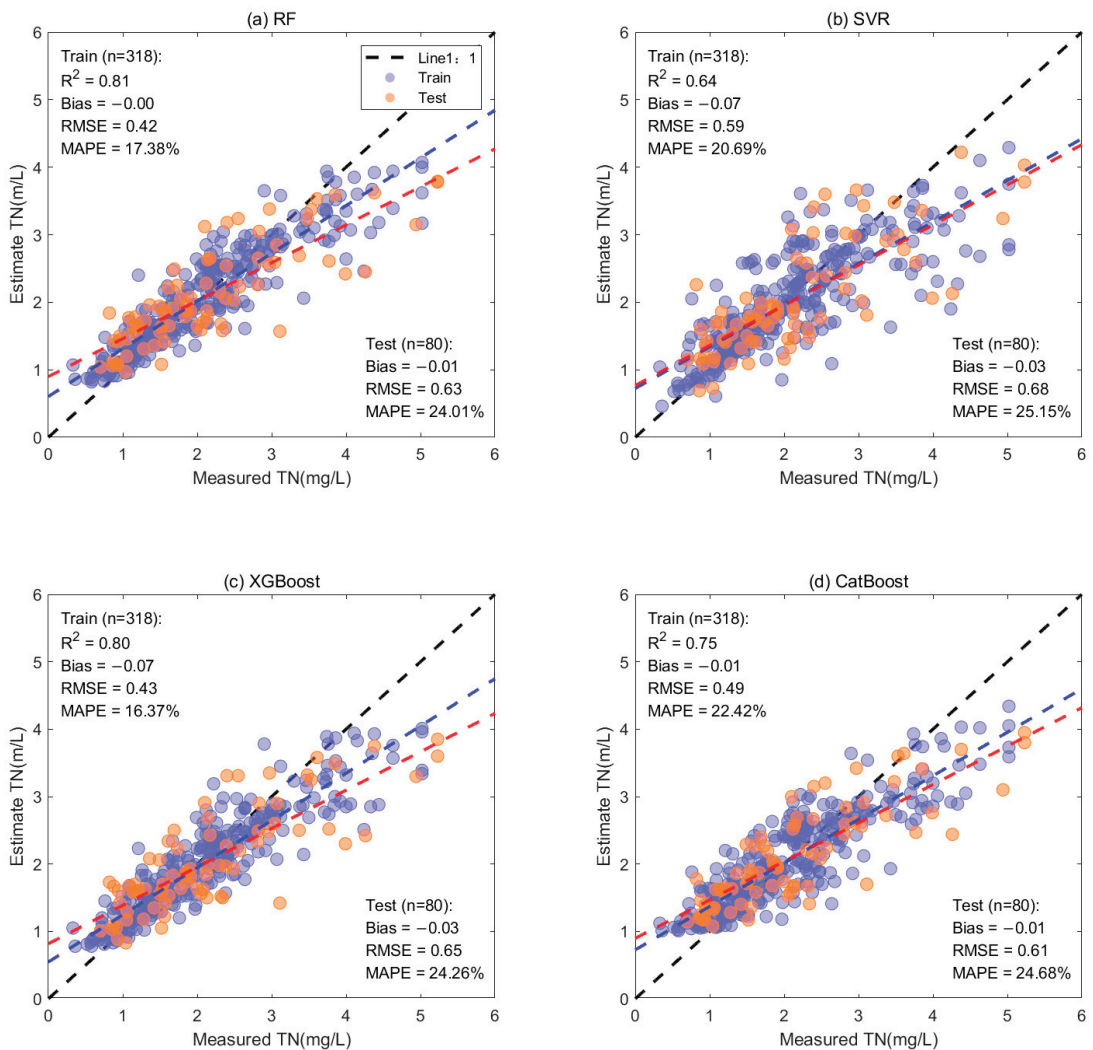 (a) RF
Train (n=318):
R² = 0.81
Bias = −0.00
RMSE = 0.42
MAPE = 17.38%
Line1：1
Train
Test
Test (n=80):
Bias = −0.01
RMSE = 0.63
MAPE = 24.01%
6
5
4
3
2
1
0
Estimate TN(m/L)
0 1 2 3 4 5 6
Measured TN(mg/L)
(b) SVR
Train (n=318):
R² = 0.64
Bias = −0.07
RMSE = 0.59
MAPE = 20.69%
Test (n=80):
Bias = −0.03
RMSE = 0.68
MAPE = 25.15%
6
5
4
3
2
1
0
Estimate TN(m/L)
0 1 2 3 4 5 6
Measured TN(mg/L)
(c) XGBoost
Train (n=318):
R² = 0.80
Bias = −0.07
RMSE = 0.43
MAPE = 16.37%
Test (n=80):
Bias = −0.03
RMSE = 0.65
MAPE = 24.26%
6
5
4
3
2
1
0
Estimate TN(m/L)
0 1 2 3 4 5 6
Measured TN(mg/L)
(d) CatBoost
Train (n=318):
R² = 0.75
Bias = −0.01
RMSE = 0.49
MAPE = 22.42%
Test (n=80):
Bias = −0.01
RMSE = 0.61
MAPE = 24.68%
6
5
4
3
2
1
0
Estimate TN(m/L)
0 1 2 3 4 5 6
Measured TN(mg/L)